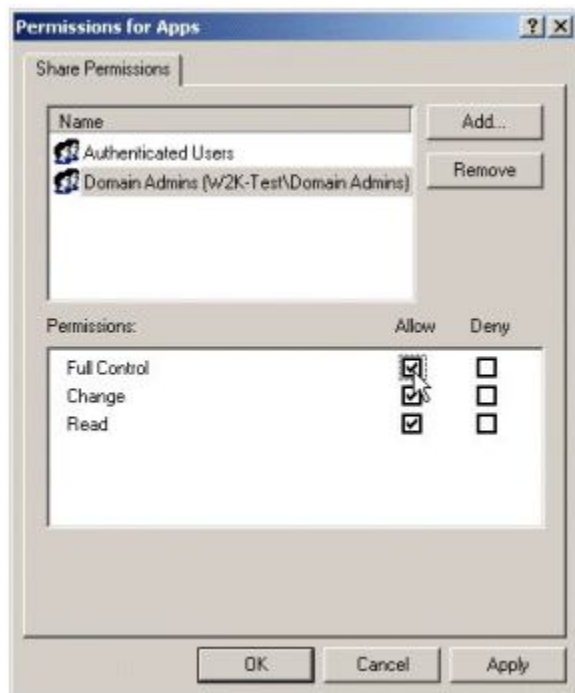 Permissions for Apps
Share Permissions
Name
Add...
Authenticated Users
Domain Admins (W2K-Test\Domain Admins)
Remove
Permissions: Allow Deny
Full Control
Change
Read
OK Cancel Apply